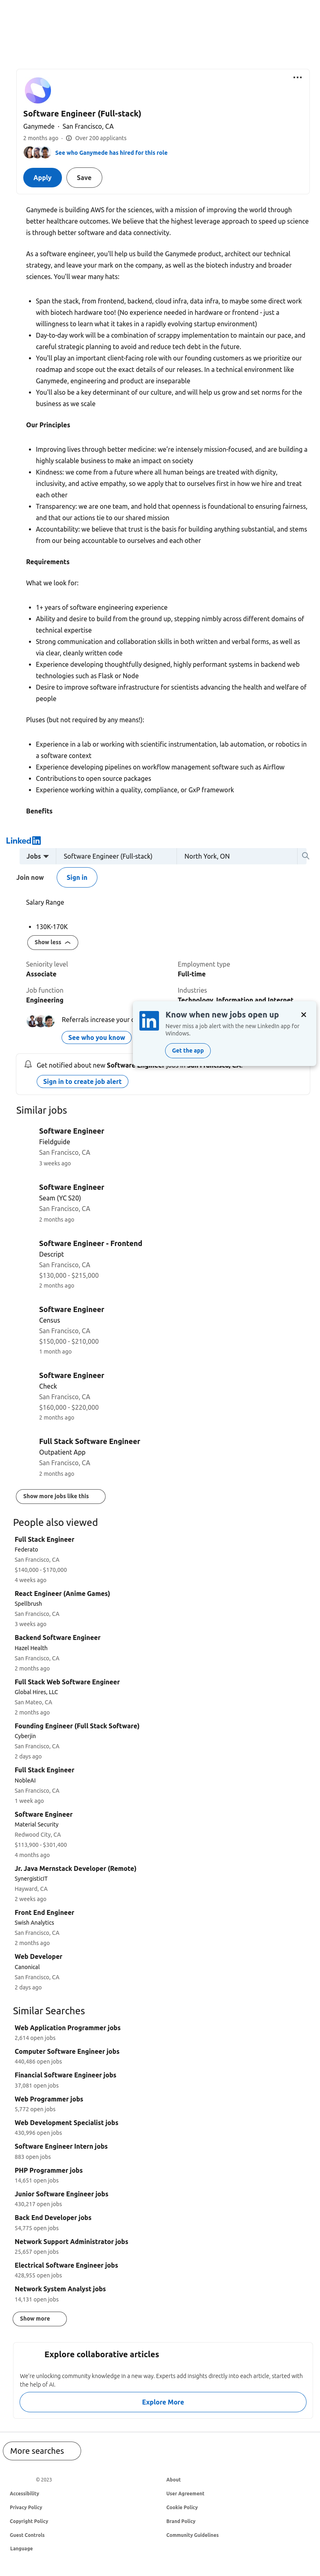 Software Engineer (Full-stack)
Ganymede · San Francisco, CA
2 months ago · Over 200 applicants
See who Ganymede has hired for this role
Apply
Save
Ganymede is building AWS for the sciences, with a mission of improving the world through
better healthcare outcomes. We believe that the highest leverage approach to speed up science
is through better software and data connectivity.
As a software engineer, you'll help us build the Ganymede product, architect our technical
strategy, and leave your mark on the company, as well as the biotech industry and broader
sciences. You'll wear many hats:
Span the stack, from frontend, backend, cloud infra, data infra, to maybe some direct work
with biotech hardware too! (No experience needed in hardware or frontend - just a
willingness to learn what it takes in a rapidly evolving startup environment)
Day-to-day work will be a combination of scrappy implementation to maintain our pace, and
careful strategic planning to avoid and reduce tech debt in the future.
You'll play an important client-facing role with our founding customers as we prioritize our
roadmap and scope out the exact details of our releases. In a technical environment like
Ganymede, engineering and product are inseparable
You'll also be a key determinant of our culture, and will help us grow and set norms for the
business as we scale
Our Principles
Improving lives through better medicine: we're intensely mission-focused, and are building a
highly scalable business to make an impact on society
Kindness: we come from a future where all human beings are treated with dignity,
inclusivity, and active empathy, so we apply that to ourselves first in how we hire and treat
each other
Transparency: we are one team, and hold that openness is foundational to ensuring fairness,
and that our actions tie to our shared mission
Accountability: we believe that trust is the basis for building anything substantial, and stems
from our being accountable to ourselves and each other
Requirements
What we look for:
1+ years of software engineering experience
Ability and desire to build from the ground up, stepping nimbly across different domains of
technical expertise
Strong communication and collaboration skills in both written and verbal forms, as well as
via clear, cleanly written code
Experience developing thoughtfully designed, highly performant systems in backend web
technologies such as Flask or Node
Desire to improve software infrastructure for scientists advancing the health and welfare of
people
Pluses (but not required by any means!):
Experience in a lab or working with scientific instrumentation, lab automation, or robotics in
a software context
Experience developing pipelines on workflow management software such as Airflow
Contributions to open source packages
Experience working within a quality, compliance, or GxP framework
Benefits
LinkedIn
Jobs
Software Engineer (Full-stack)
North York, ON
Join now
Sign in
Salary Range
130K-170K
Show less
Seniority level
Associate
Employment type
Full-time
Job function
Engineering
Industries
Technology, Information and Internet
Referrals increase your
See who you know
Know when new jobs open up
Never miss a job alert with the new LinkedIn app for
Windows.
Get the app
Get notified about new Software Engineer jobs in San Francisco, CA.
Sign in to create job alert
Similar jobs
Software Engineer
Fieldguide
San Francisco, CA
3 weeks ago
Software Engineer
Seam (YC S20)
San Francisco, CA
2 months ago
Software Engineer - Frontend
Descript
San Francisco, CA
$130,000 - $215,000
2 months ago
Software Engineer
Census
San Francisco, CA
$150,000 - $210,000
1 month ago
Software Engineer
Check
San Francisco, CA
$160,000 - $220,000
2 months ago
Full Stack Software Engineer
Outpatient App
San Francisco, CA
2 months ago
Show more jobs like this
People also viewed
Full Stack Engineer
Federato
San Francisco, CA
$140,000 - $170,000
4 weeks ago
React Engineer (Anime Games)
Spellbrush
San Francisco, CA
3 weeks ago
Backend Software Engineer
Hazel Health
San Francisco, CA
2 months ago
Full Stack Web Software Engineer
Global Hires, LLC
San Mateo, CA
2 months ago
Founding Engineer (Full Stack Software)
Cyberjin
San Francisco, CA
2 days ago
Full Stack Engineer
NobleAI
San Francisco, CA
1 week ago
Software Engineer
Material Security
Redwood City, CA
$113,900 - $301,400
4 months ago
Jr. Java Mernstack Developer (Remote)
SynergisticIT
Hayward, CA
2 weeks ago
Front End Engineer
Swish Analytics
San Francisco, CA
2 months ago
Web Developer
Canonical
San Francisco, CA
2 days ago
Similar Searches
Web Application Programmer jobs
2,614 open jobs
Computer Software Engineer jobs
440,486 open jobs
Financial Software Engineer jobs
37,081 open jobs
Web Programmer jobs
5,772 open jobs
Web Development Specialist jobs
430,996 open jobs
Software Engineer Intern jobs
883 open jobs
PHP Programmer jobs
14,651 open jobs
Junior Software Engineer jobs
430,217 open jobs
Back End Developer jobs
54,775 open jobs
Network Support Administrator jobs
25,657 open jobs
Electrical Software Engineer jobs
428,955 open jobs
Network System Analyst jobs
14,131 open jobs
Show more
Explore collaborative articles
We're unlocking community knowledge in a new way. Experts add insights directly into each article, started with
the help of AI.
Explore More
More searches
© 2023
About
Accessibility
User Agreement
Privacy Policy
Cookie Policy
Copyright Policy
Brand Policy
Guest Controls
Community Guidelines
Language